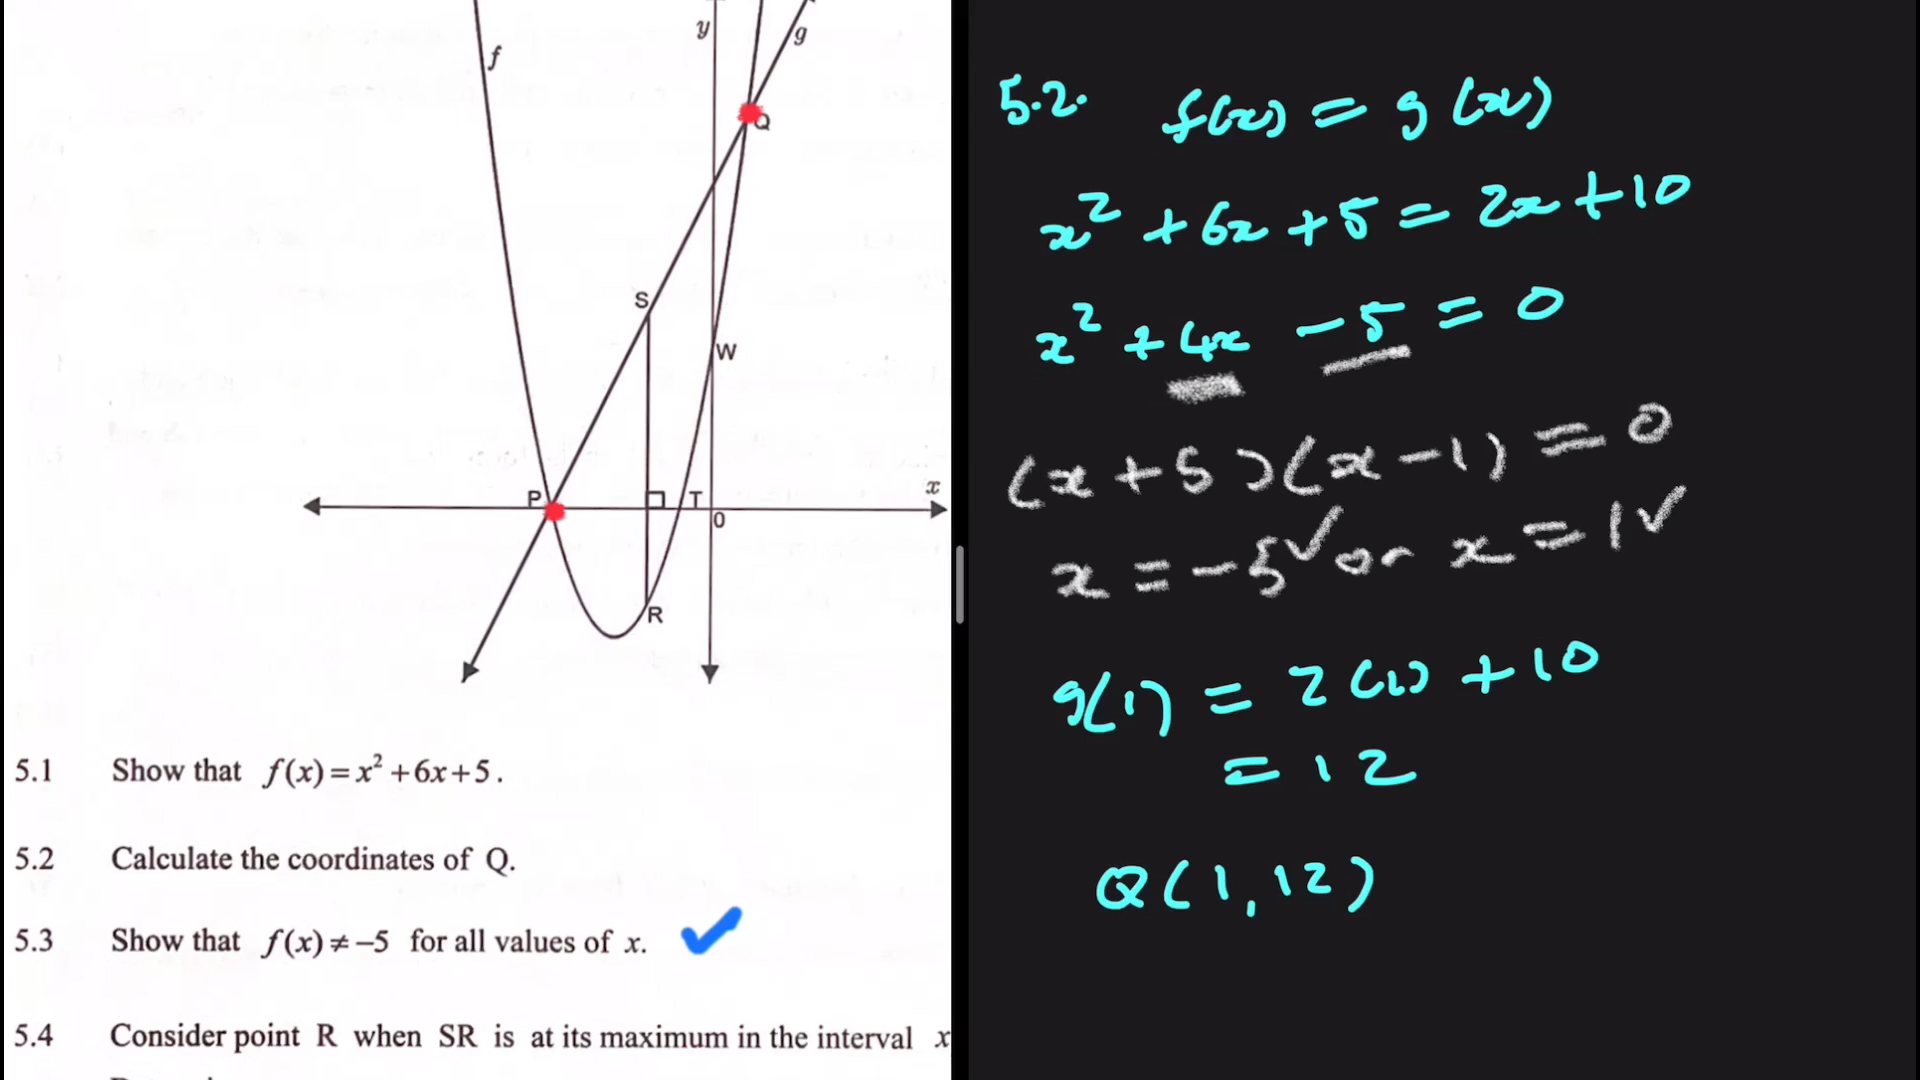 y
g
f
Q
S
W
P
T
x
0
R
5.1 Show that f(x)=x²+6x+5.
5.2 Calculate the coordinates of Q.
5.3 Show that f(x)≠−5 for all values of x.
5.4 Consider point R when SR is at its maximum in the interval x
5.2. f(x) = g(x)
x² + 6x + 5 = 2x + 10
x² + 4x − 5 = 0
(x + 5)(x − 1) = 0
x = −5 ✓ or x = 1 ✓
g(1) = 2(1) + 10
= 12
Q(1, 12)